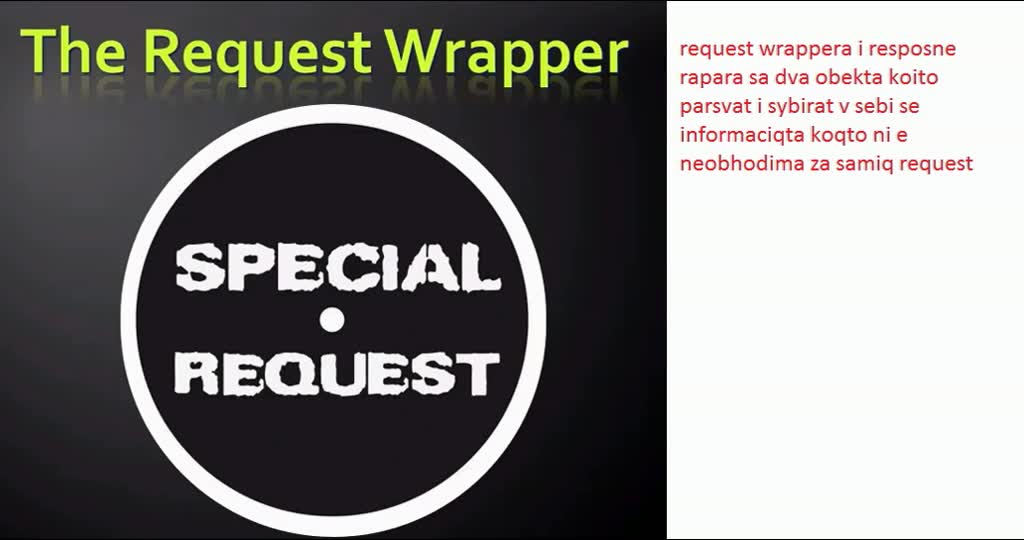 The Request Wrapper
SPECIAL
REQUEST
request wrappera i resposne
rapara sa dva obekta koito
parsvat i sybirat v sebi se
informaciqta koqto ni e
neobhodima za samiq request